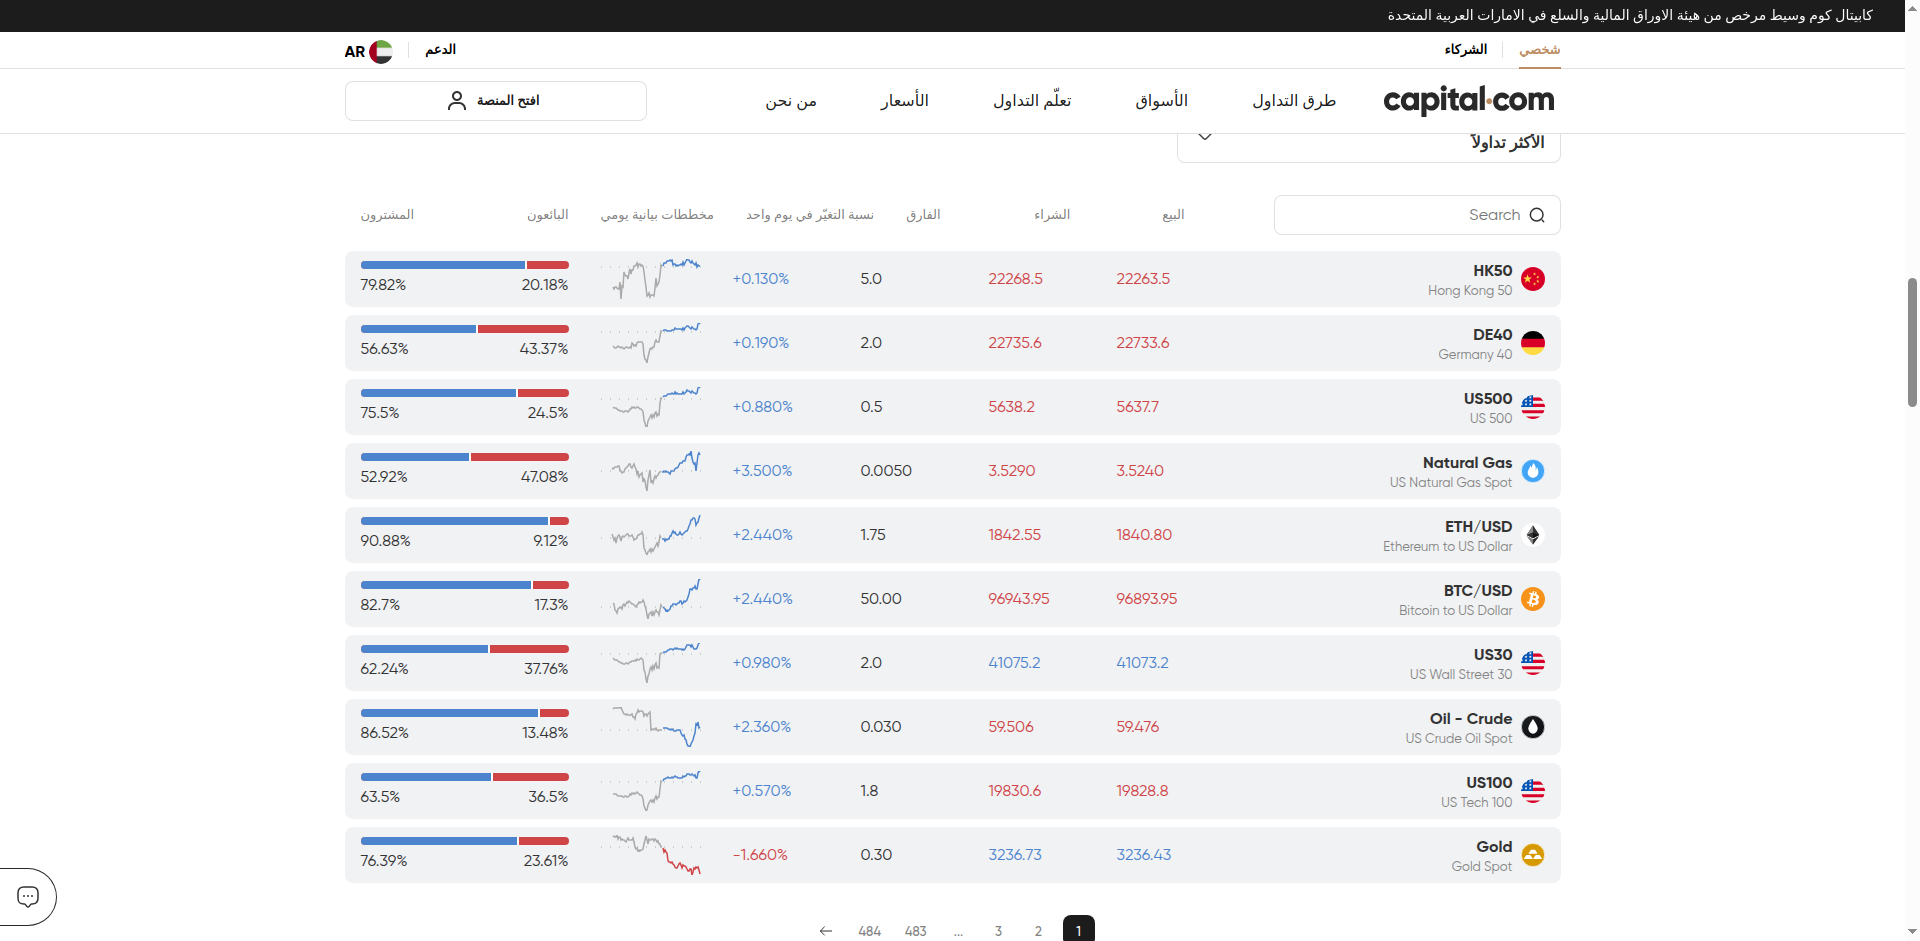 كابيتال كوم وسيط مرخص من هيئة الاوراق المالية والسلع في الامارات العربية المتحدة
شخصي الشركاء الدعم AR
capital.com طرق التداول الأسواق تعلّم التداول الأسعار من نحن افتح المنصة
الأكثر تداولاً
Search البيع الشراء الفارق نسبة التغيّر في يوم واحد مخططات بيانية يومي البائعون المشترون
HK50 22263.5 22268.5 5.0 +0.130% 20.18% 79.82%
Hong Kong 50
DE40 22733.6 22735.6 2.0 +0.190% 43.37% 56.63%
Germany 40
US500 5637.7 5638.2 0.5 +0.880% 24.5% 75.5%
US 500
Natural Gas 3.5240 3.5290 0.0050 +3.500% 47.08% 52.92%
US Natural Gas Spot
ETH/USD 1840.80 1842.55 1.75 +2.440% 9.12% 90.88%
Ethereum to US Dollar
BTC/USD 96893.95 96943.95 50.00 +2.440% 17.3% 82.7%
Bitcoin to US Dollar
US30 41073.2 41075.2 2.0 +0.980% 37.76% 62.24%
US Wall Street 30
Oil - Crude 59.476 59.506 0.030 +2.360% 13.48% 86.52%
US Crude Oil Spot
US100 19828.8 19830.6 1.8 +0.570% 36.5% 63.5%
US Tech 100
Gold 3236.43 3236.73 0.30 -1.660% 23.61% 76.39%
Gold Spot
1 2 3 ... 483 484